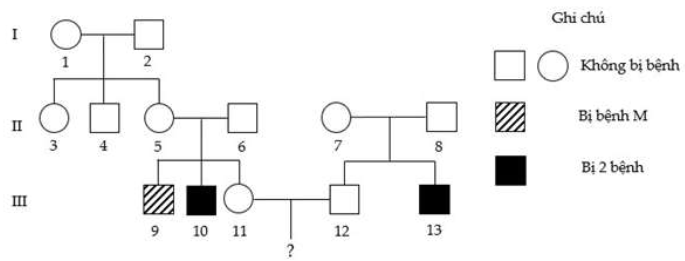 Ghi chú
I
1 2
Không bị bệnh
II
3 4 5 6 7 8
Bị bệnh M
Bị 2 bệnh
III
9 10 11 12 13
?